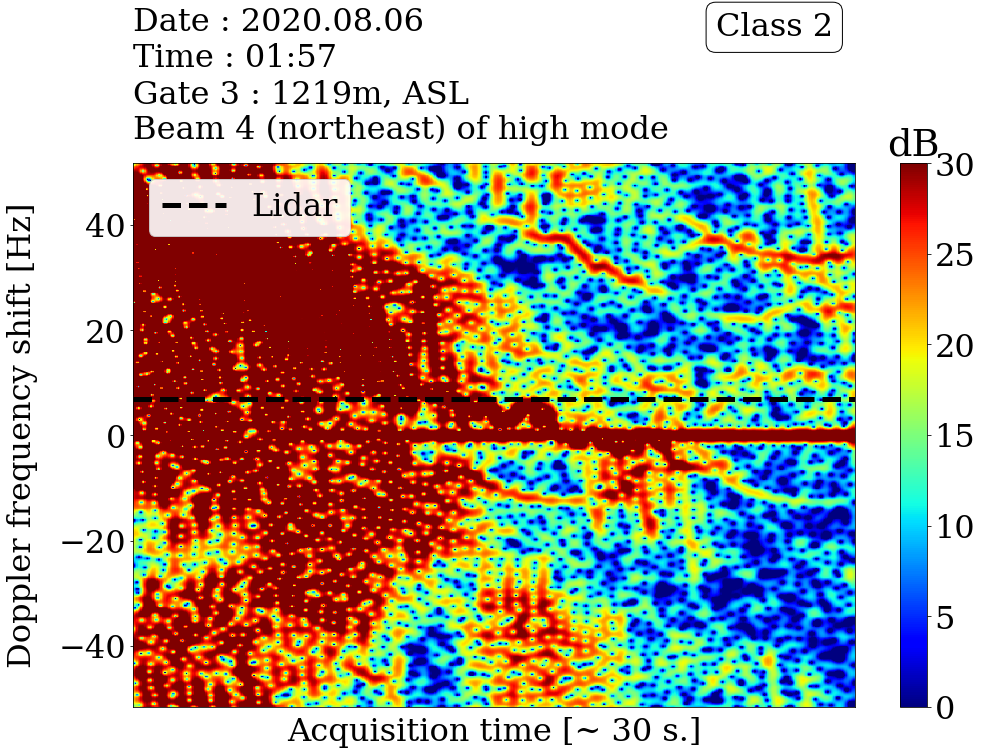 Date : 2020.08.06
Time : 01:57
Gate 3 : 1219m, ASL
Beam 4 (northeast) of high mode
Class 2
dB
Lidar
Doppler frequency shift [Hz]
40
20
0
−20
−40
30
25
20
15
10
5
0
Acquisition time [~ 30 s.]